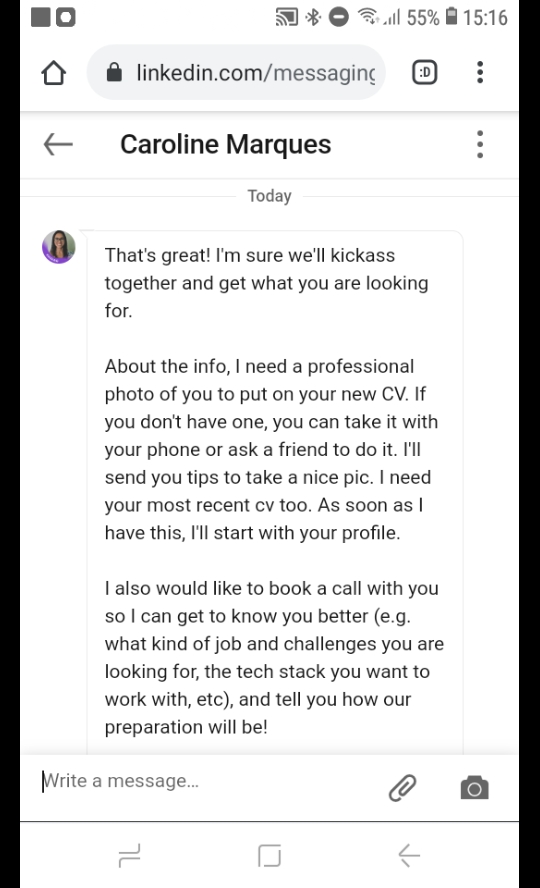 55% 15:16
linkedin.com/messaging
:D
Caroline Marques
Today
That's great! I'm sure we'll kickass
together and get what you are looking
for.
About the info, I need a professional
photo of you to put on your new CV. If
you don't have one, you can take it with
your phone or ask a friend to do it. I'll
send you tips to take a nice pic. I need
your most recent cv too. As soon as I
have this, I'll start with your profile.
I also would like to book a call with you
so I can get to know you better (e.g.
what kind of job and challenges you are
looking for, the tech stack you want to
work with, etc), and tell you how our
preparation will be!
Write a message...